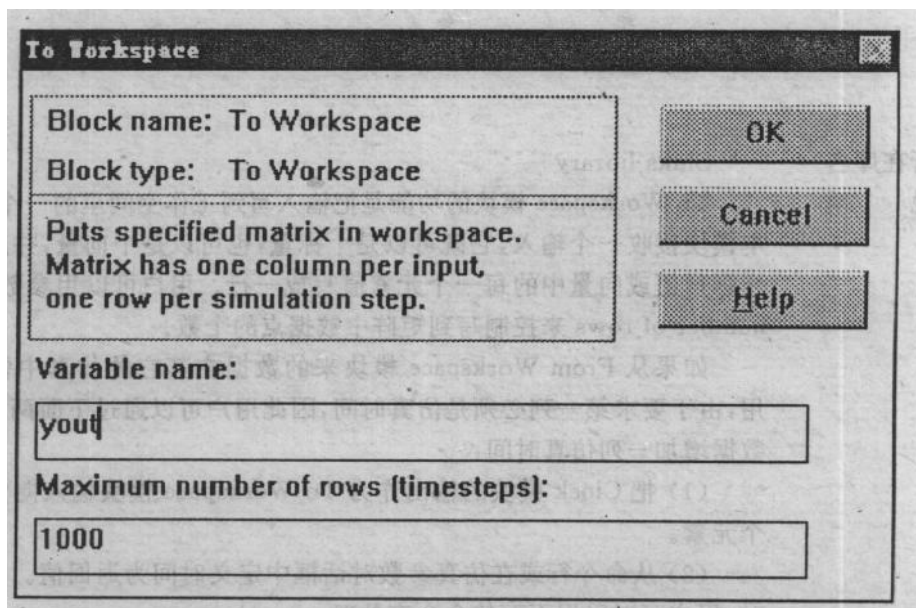 To Workspace
Block name: To Workspace
Block type: To Workspace
Puts specified matrix in workspace.
Matrix has one column per input,
one row per simulation step.
OK
Cancel
Help
Variable name:
yout
Maximum number of rows (timesteps):
1000